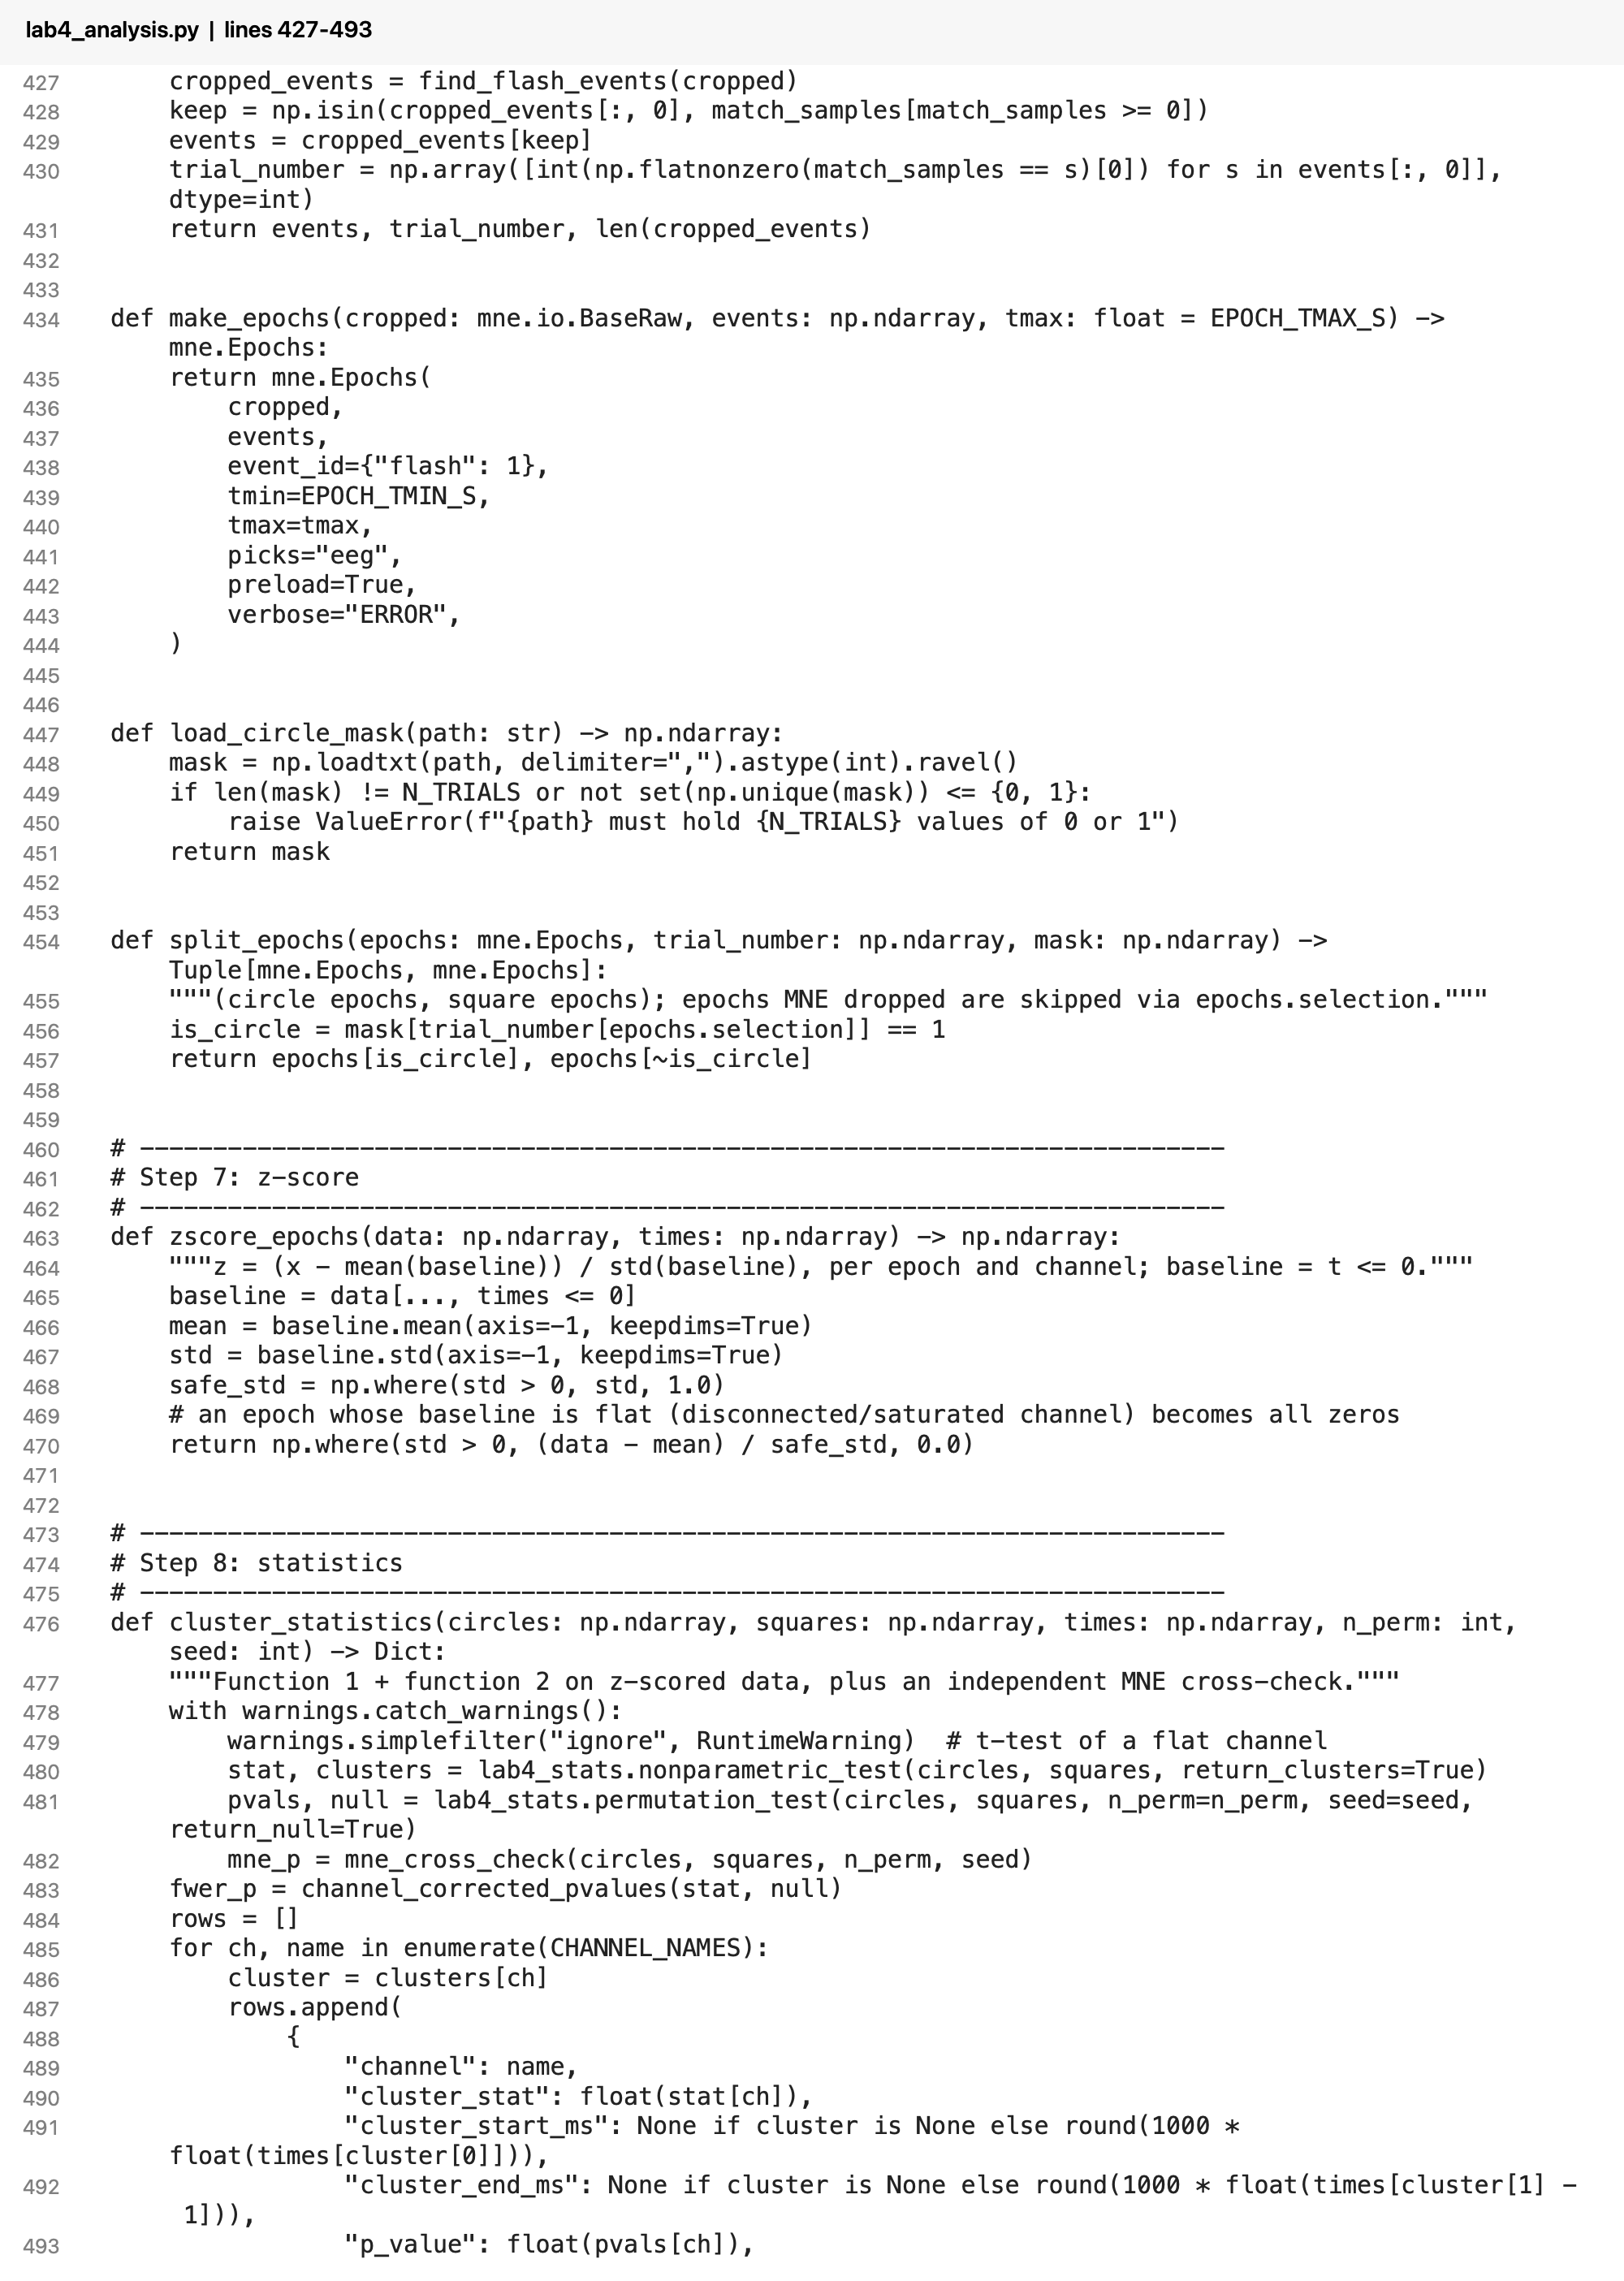 lab4_analysis.py | lines 427-493
427 cropped_events = find_flash_events(cropped)
428 keep = np.isin(cropped_events[:, 0], match_samples[match_samples >= 0])
429 events = cropped_events[keep]
430 trial_number = np.array([int(np.flatnonzero(match_samples == s)[0]) for s in events[:, 0]],
dtype=int)
431 return events, trial_number, len(cropped_events)
432
433
434 def make_epochs(cropped: mne.io.BaseRaw, events: np.ndarray, tmax: float = EPOCH_TMAX_S) ->
mne.Epochs:
435 return mne.Epochs(
436 cropped,
437 events,
438 event_id={"flash": 1},
439 tmin=EPOCH_TMIN_S,
440 tmax=tmax,
441 picks="eeg",
442 preload=True,
443 verbose="ERROR",
444 )
445
446
447 def load_circle_mask(path: str) -> np.ndarray:
448 mask = np.loadtxt(path, delimiter=",").astype(int).ravel()
449 if len(mask) != N_TRIALS or not set(np.unique(mask)) <= {0, 1}:
450 raise ValueError(f"{path} must hold {N_TRIALS} values of 0 or 1")
451 return mask
452
453
454 def split_epochs(epochs: mne.Epochs, trial_number: np.ndarray, mask: np.ndarray) ->
Tuple[mne.Epochs, mne.Epochs]:
455 """(circle epochs, square epochs); epochs MNE dropped are skipped via epochs.selection."""
456 is_circle = mask[trial_number[epochs.selection]] == 1
457 return epochs[is_circle], epochs[~is_circle]
458
459
460 # --------------------------------------------------------------------------
461 # Step 7: z-score
462 # --------------------------------------------------------------------------
463 def zscore_epochs(data: np.ndarray, times: np.ndarray) -> np.ndarray:
464 """z = (x - mean(baseline)) / std(baseline), per epoch and channel; baseline = t <= 0."""
465 baseline = data[..., times <= 0]
466 mean = baseline.mean(axis=-1, keepdims=True)
467 std = baseline.std(axis=-1, keepdims=True)
468 safe_std = np.where(std > 0, std, 1.0)
469 # an epoch whose baseline is flat (disconnected/saturated channel) becomes all zeros
470 return np.where(std > 0, (data - mean) / safe_std, 0.0)
471
472
473 # --------------------------------------------------------------------------
474 # Step 8: statistics
475 # --------------------------------------------------------------------------
476 def cluster_statistics(circles: np.ndarray, squares: np.ndarray, times: np.ndarray, n_perm: int,
seed: int) -> Dict:
477 """Function 1 + function 2 on z-scored data, plus an independent MNE cross-check."""
478 with warnings.catch_warnings():
479 warnings.simplefilter("ignore", RuntimeWarning)  # t-test of a flat channel
480 stat, clusters = lab4_stats.nonparametric_test(circles, squares, return_clusters=True)
481 pvals, null = lab4_stats.permutation_test(circles, squares, n_perm=n_perm, seed=seed,
return_null=True)
482 mne_p = mne_cross_check(circles, squares, n_perm, seed)
483 fwer_p = channel_corrected_pvalues(stat, null)
484 rows = []
485 for ch, name in enumerate(CHANNEL_NAMES):
486 cluster = clusters[ch]
487 rows.append(
488 {
489 "channel": name,
490 "cluster_stat": float(stat[ch]),
491 "cluster_start_ms": None if cluster is None else round(1000 *
float(times[cluster[0]])),
492 "cluster_end_ms": None if cluster is None else round(1000 * float(times[cluster[1] -
1])),
493 "p_value": float(pvals[ch]),